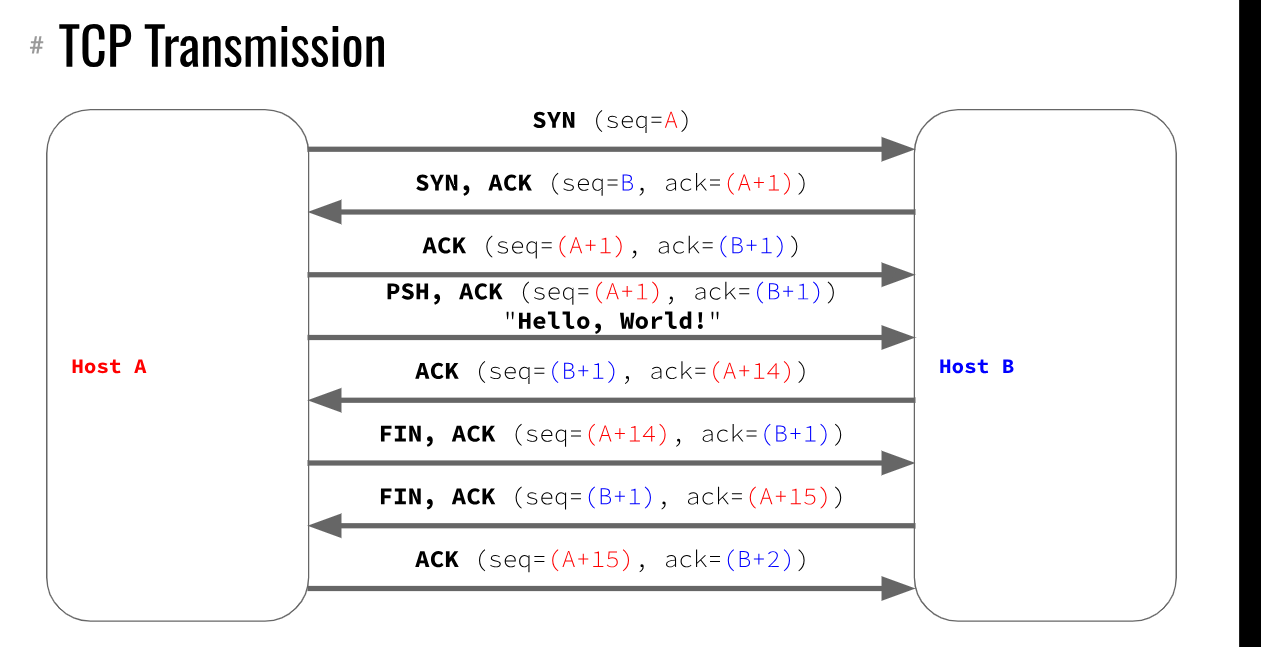 # TCP Transmission
SYN (seq=A)
SYN, ACK (seq=B, ack=(A+1))
ACK (seq=(A+1), ack=(B+1))
PSH, ACK (seq=(A+1), ack=(B+1))
"Hello, World!"
Host A
Host B
ACK (seq=(B+1), ack=(A+14))
FIN, ACK (seq=(A+14), ack=(B+1))
FIN, ACK (seq=(B+1), ack=(A+15))
ACK (seq=(A+15), ack=(B+2))